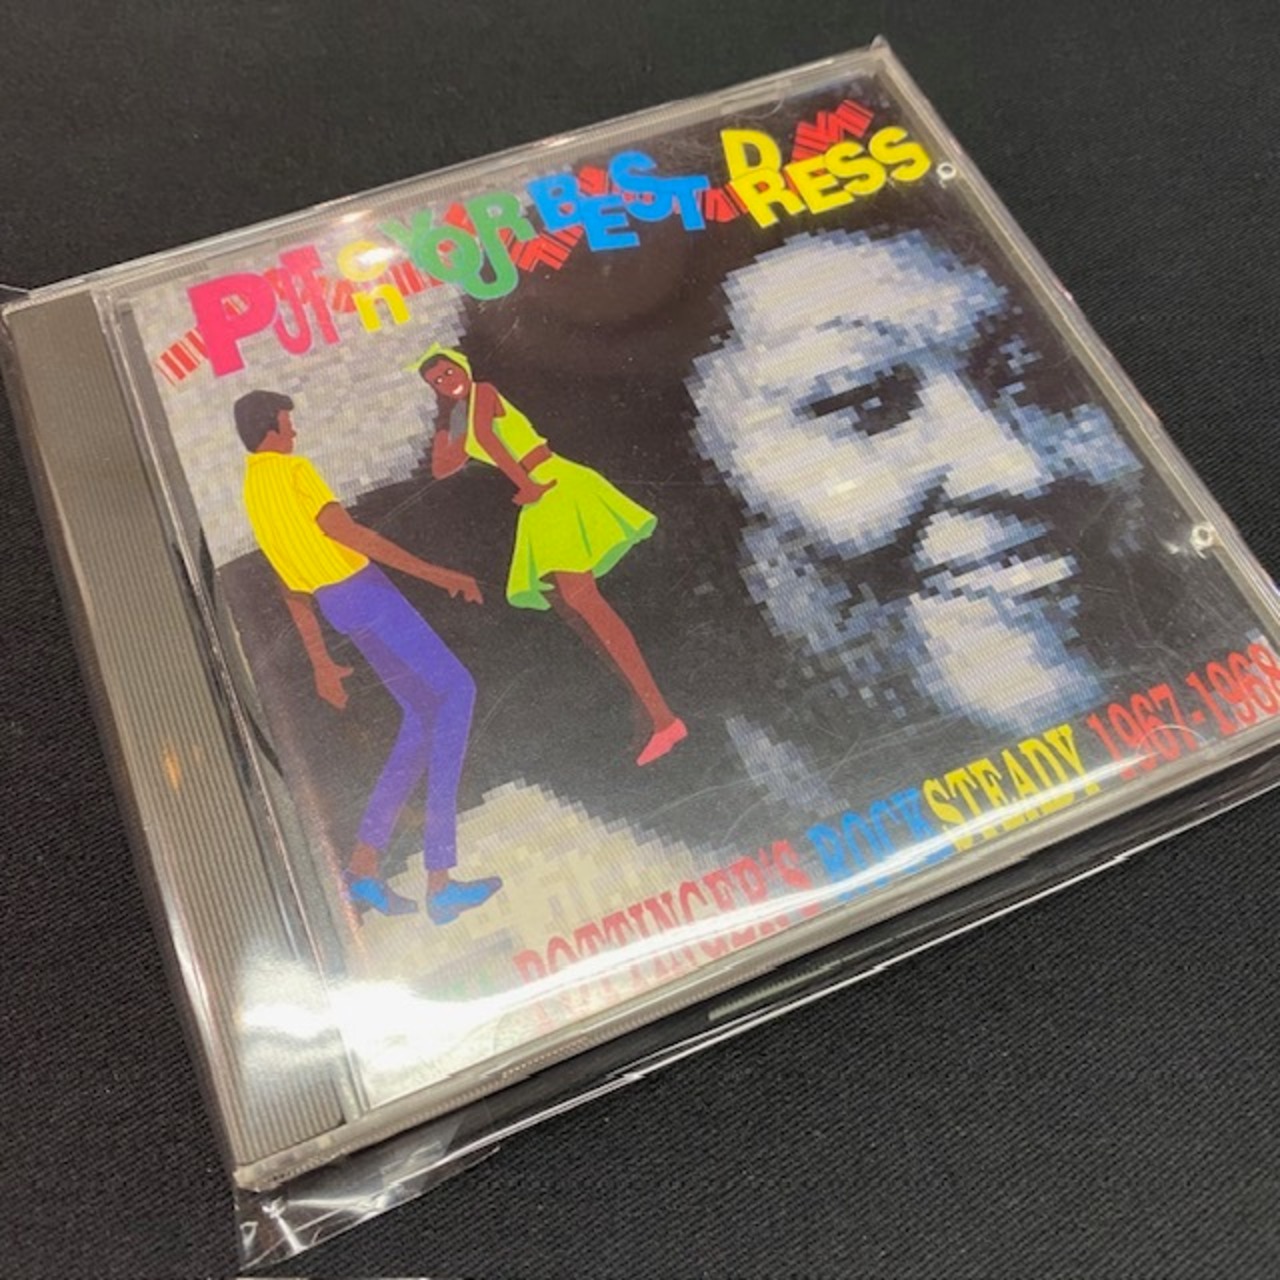 PUT On YOUR BEST DRESS
POTTINGER'S ROCKSTEADY 1967-1968